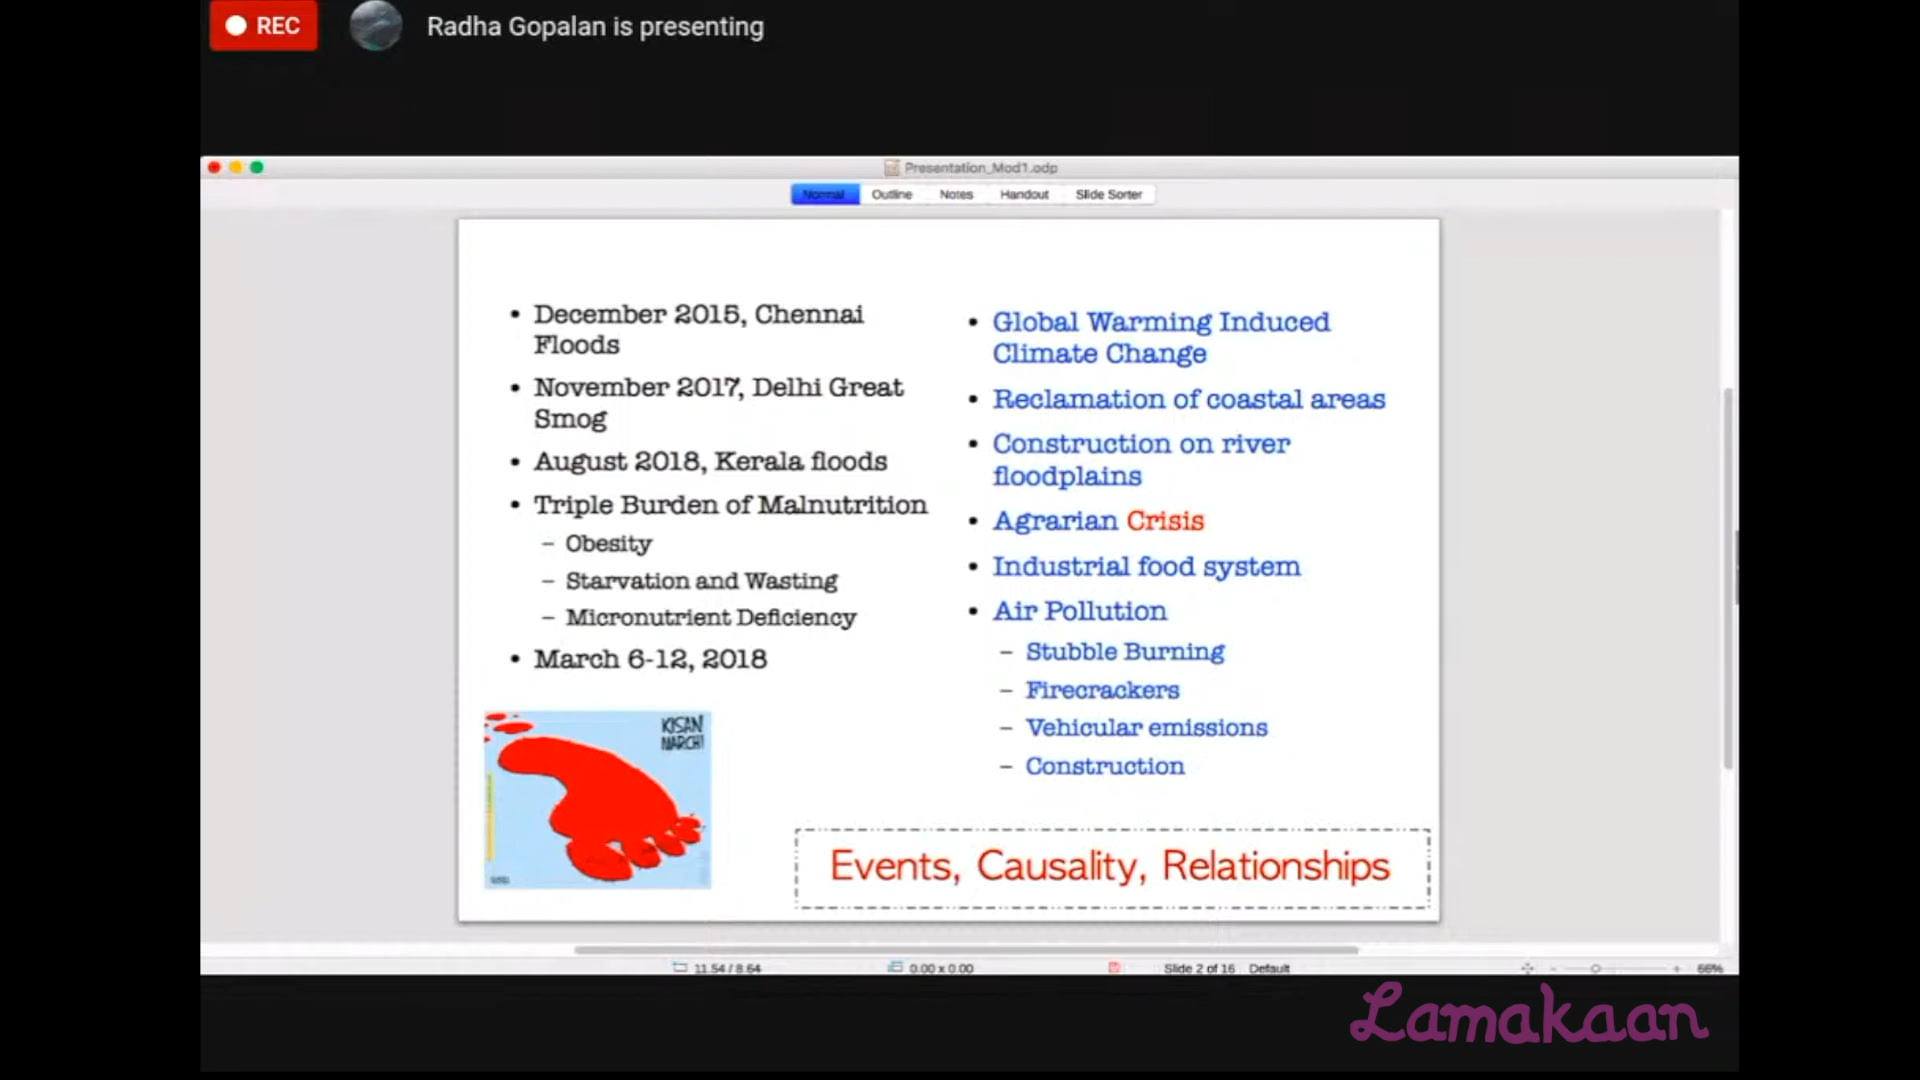 REC
Radha Gopalan is presenting
Presentation_Mod1.odp
Normal
Outline
Notes
Handout
Slide Sorter
• December 2015, Chennai
Floods
• November 2017, Delhi Great
Smog
• August 2018, Kerala floods
• Triple Burden of Malnutrition
– Obesity
– Starvation and Wasting
– Micronutrient Deficiency
• March 6-12, 2018
KISAN
MARCH!
• Global Warming Induced
Climate Change
• Reclamation of coastal areas
• Construction on river
floodplains
• Agrarian Crisis
• Industrial food system
• Air Pollution
– Stubble Burning
– Firecrackers
– Vehicular emissions
– Construction
Events, Causality, Relationships
11.54 / 8.64
0.00 x 0.00
Slide 2 of 16
Default
66%
Lamakaan